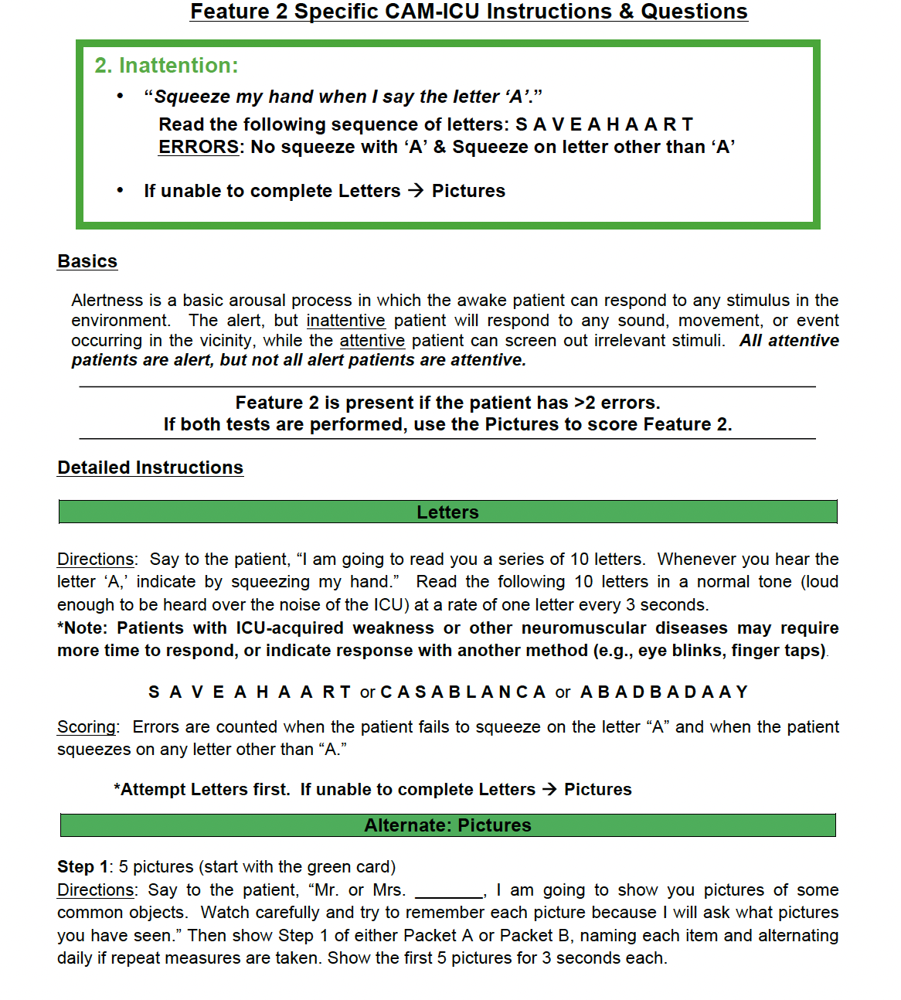 Feature 2 Specific CAM-ICU Instructions & Questions
2. Inattention:
• “Squeeze my hand when I say the letter ‘A’.”
Read the following sequence of letters: S A V E A H A A R T
ERRORS: No squeeze with ‘A’ & Squeeze on letter other than ‘A’
• If unable to complete Letters → Pictures
Basics
Alertness is a basic arousal process in which the awake patient can respond to any stimulus in the
environment. The alert, but inattentive patient will respond to any sound, movement, or event
occurring in the vicinity, while the attentive patient can screen out irrelevant stimuli. All attentive
patients are alert, but not all alert patients are attentive.
Feature 2 is present if the patient has >2 errors.
If both tests are performed, use the Pictures to score Feature 2.
Detailed Instructions
Letters
Directions: Say to the patient, “I am going to read you a series of 10 letters. Whenever you hear the
letter ‘A,’ indicate by squeezing my hand.” Read the following 10 letters in a normal tone (loud
enough to be heard over the noise of the ICU) at a rate of one letter every 3 seconds.
*Note: Patients with ICU-acquired weakness or other neuromuscular diseases may require
more time to respond, or indicate response with another method (e.g., eye blinks, finger taps).
S A V E A H A A R T or C A S A B L A N C A or A B A D B A D A A Y
Scoring: Errors are counted when the patient fails to squeeze on the letter “A” and when the patient
squeezes on any letter other than “A.”
*Attempt Letters first. If unable to complete Letters → Pictures
Alternate: Pictures
Step 1: 5 pictures (start with the green card)
Directions: Say to the patient, “Mr. or Mrs. _______, I am going to show you pictures of some
common objects. Watch carefully and try to remember each picture because I will ask what pictures
you have seen.” Then show Step 1 of either Packet A or Packet B, naming each item and alternating
daily if repeat measures are taken. Show the first 5 pictures for 3 seconds each.